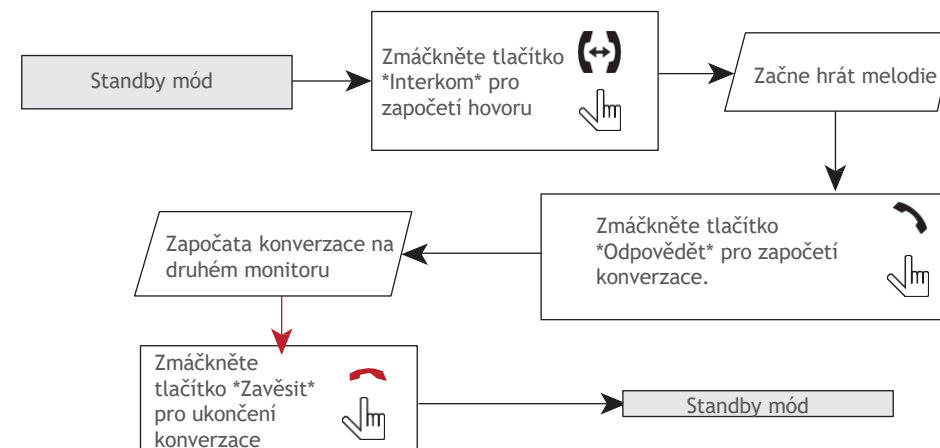 Standby mód
Zmáčkněte tlačítko
*Interkom* pro
započetí hovoru
Začne hrát melodie
Zmáčkněte tlačítko
*Odpovědět* pro započetí
konverzace.
Započata konverzace na
druhém monitoru
Zmáčkněte
tlačítko *Zavěsit*
pro ukončení
konverzace
Standby mód